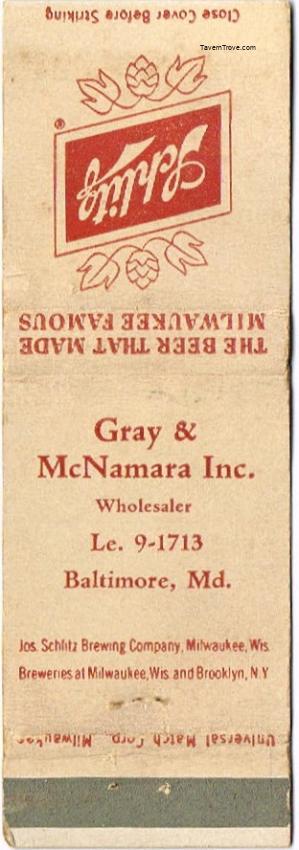 Close Cover Before Striking
TavernTrove.com
Schlitz
®
THE BEER THAT MADE
MILWAUKEE FAMOUS
Gray &
McNamara Inc.
Wholesaler
Le. 9-1713
Baltimore, Md.
Jos. Schlitz Brewing Company, Milwaukee, Wis.
Breweries at Milwaukee, Wis. and Brooklyn, N.Y.
Universal Match Corp., Milwaukee